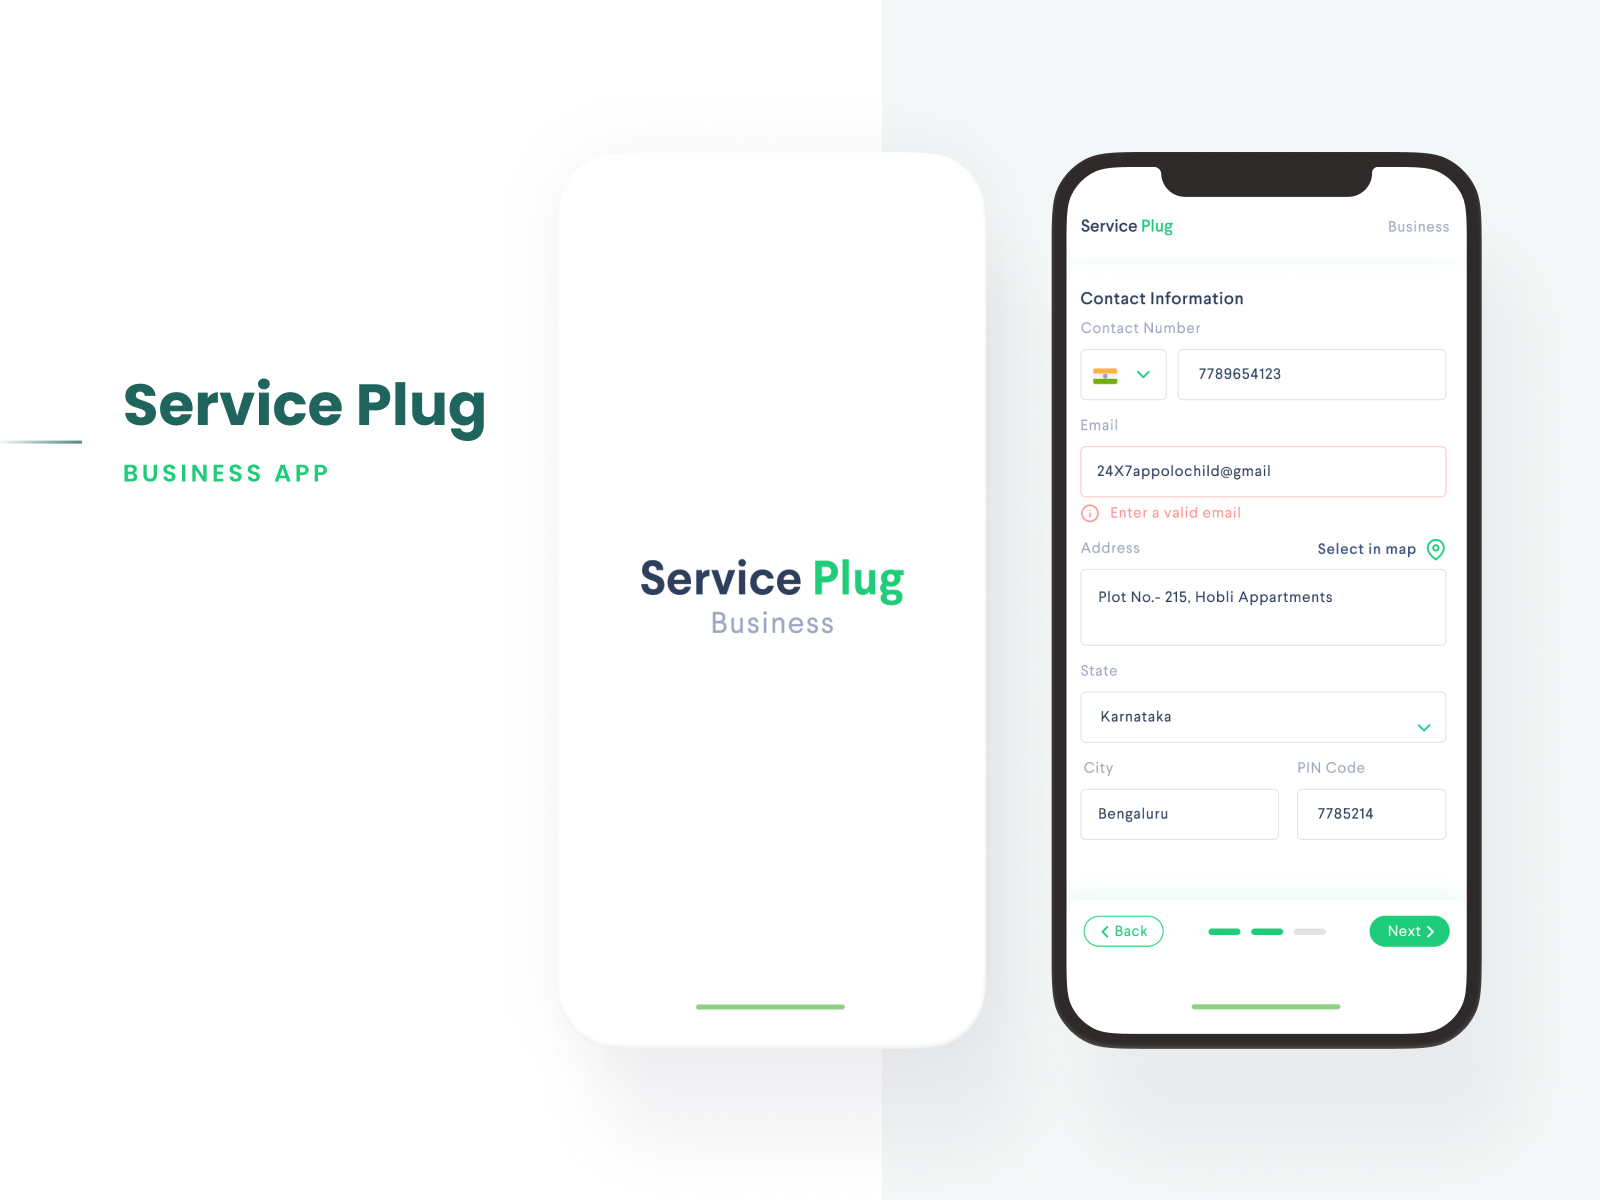 Service Plug
BUSINESS APP
Service Plug
Business
Service Plug
Business
Contact Information
Contact Number
7789654123
Email
24X7appolochild@gmail
Enter a valid email
Address
Select in map
Plot No.- 215, Hobli Appartments
State
Karnataka
City
PIN Code
Bengaluru
7785214
Back
Next